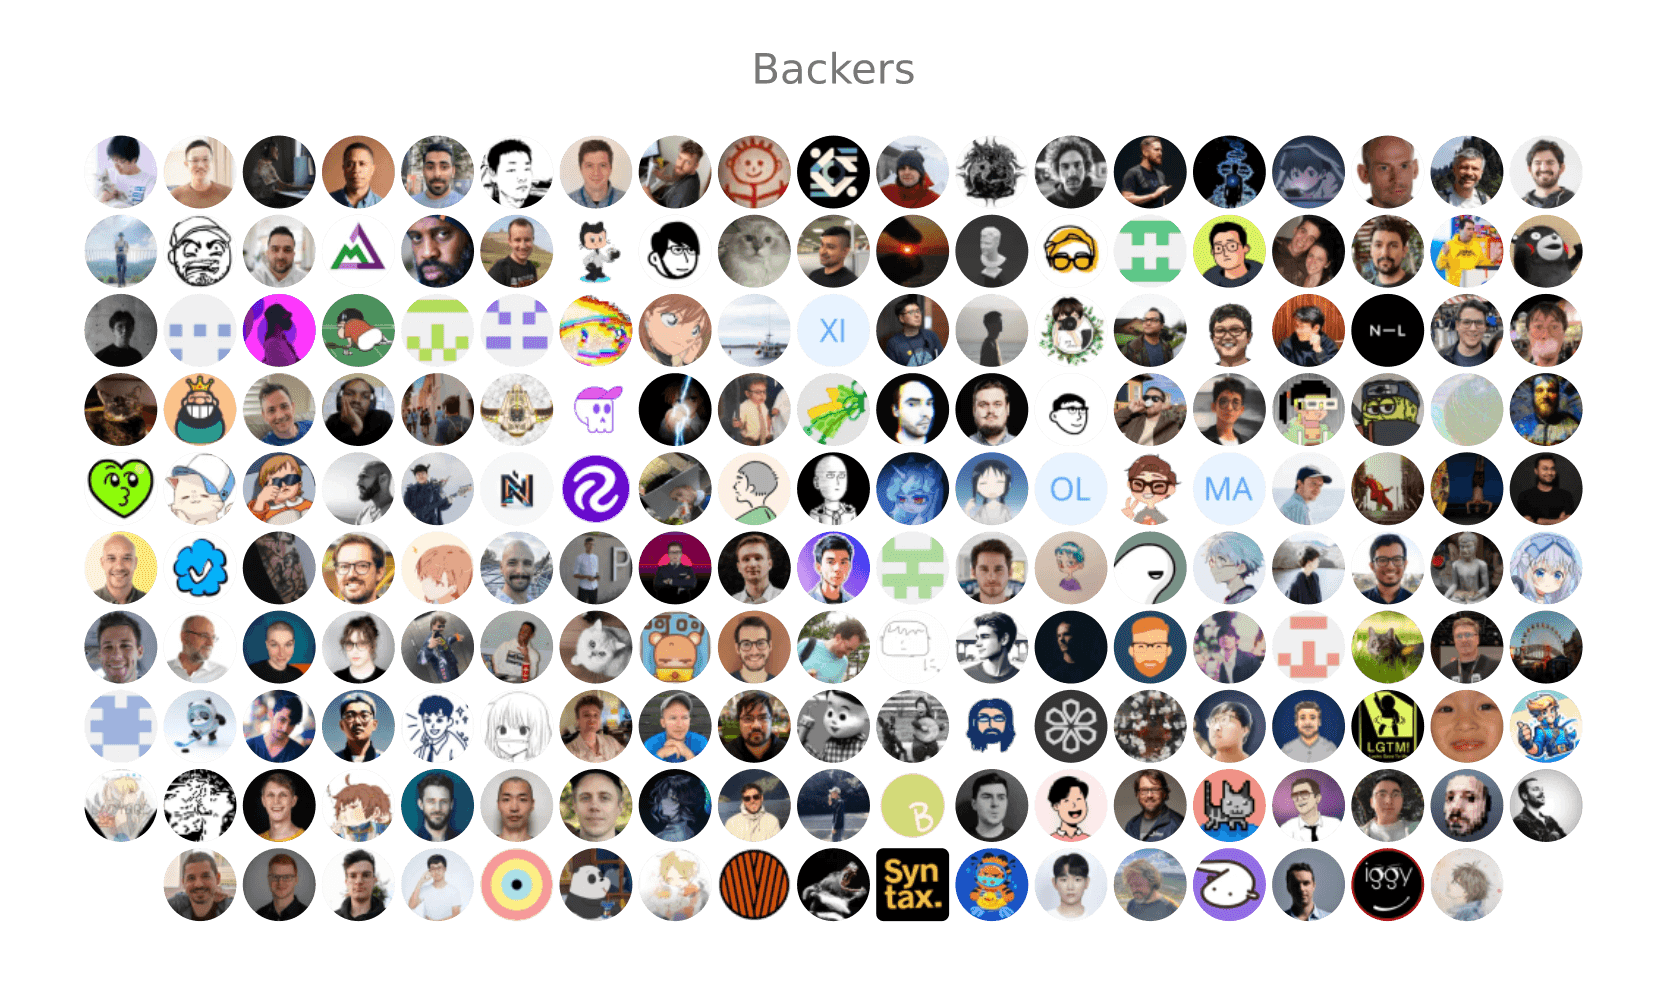 Backers
XI
N—L
OL
MA
P
LGTM!
B
Syn
tax.
iggy